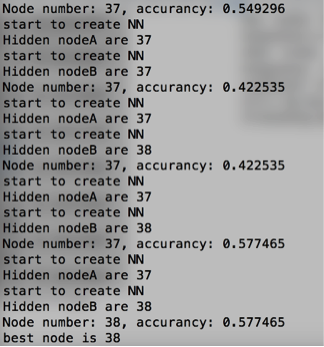 Node number: 37, accurancy: 0.549296
start to create NN
Hidden nodeA are 37
start to create NN
Hidden nodeB are 37
Node number: 37, accurancy: 0.422535
start to create NN
Hidden nodeA are 37
start to create NN
Hidden nodeB are 38
Node number: 37, accurancy: 0.422535
start to create NN
Hidden nodeA are 37
start to create NN
Hidden nodeB are 38
Node number: 37, accurancy: 0.577465
start to create NN
Hidden nodeA are 37
start to create NN
Hidden nodeB are 38
Node number: 38, accurancy: 0.577465
best node is 38